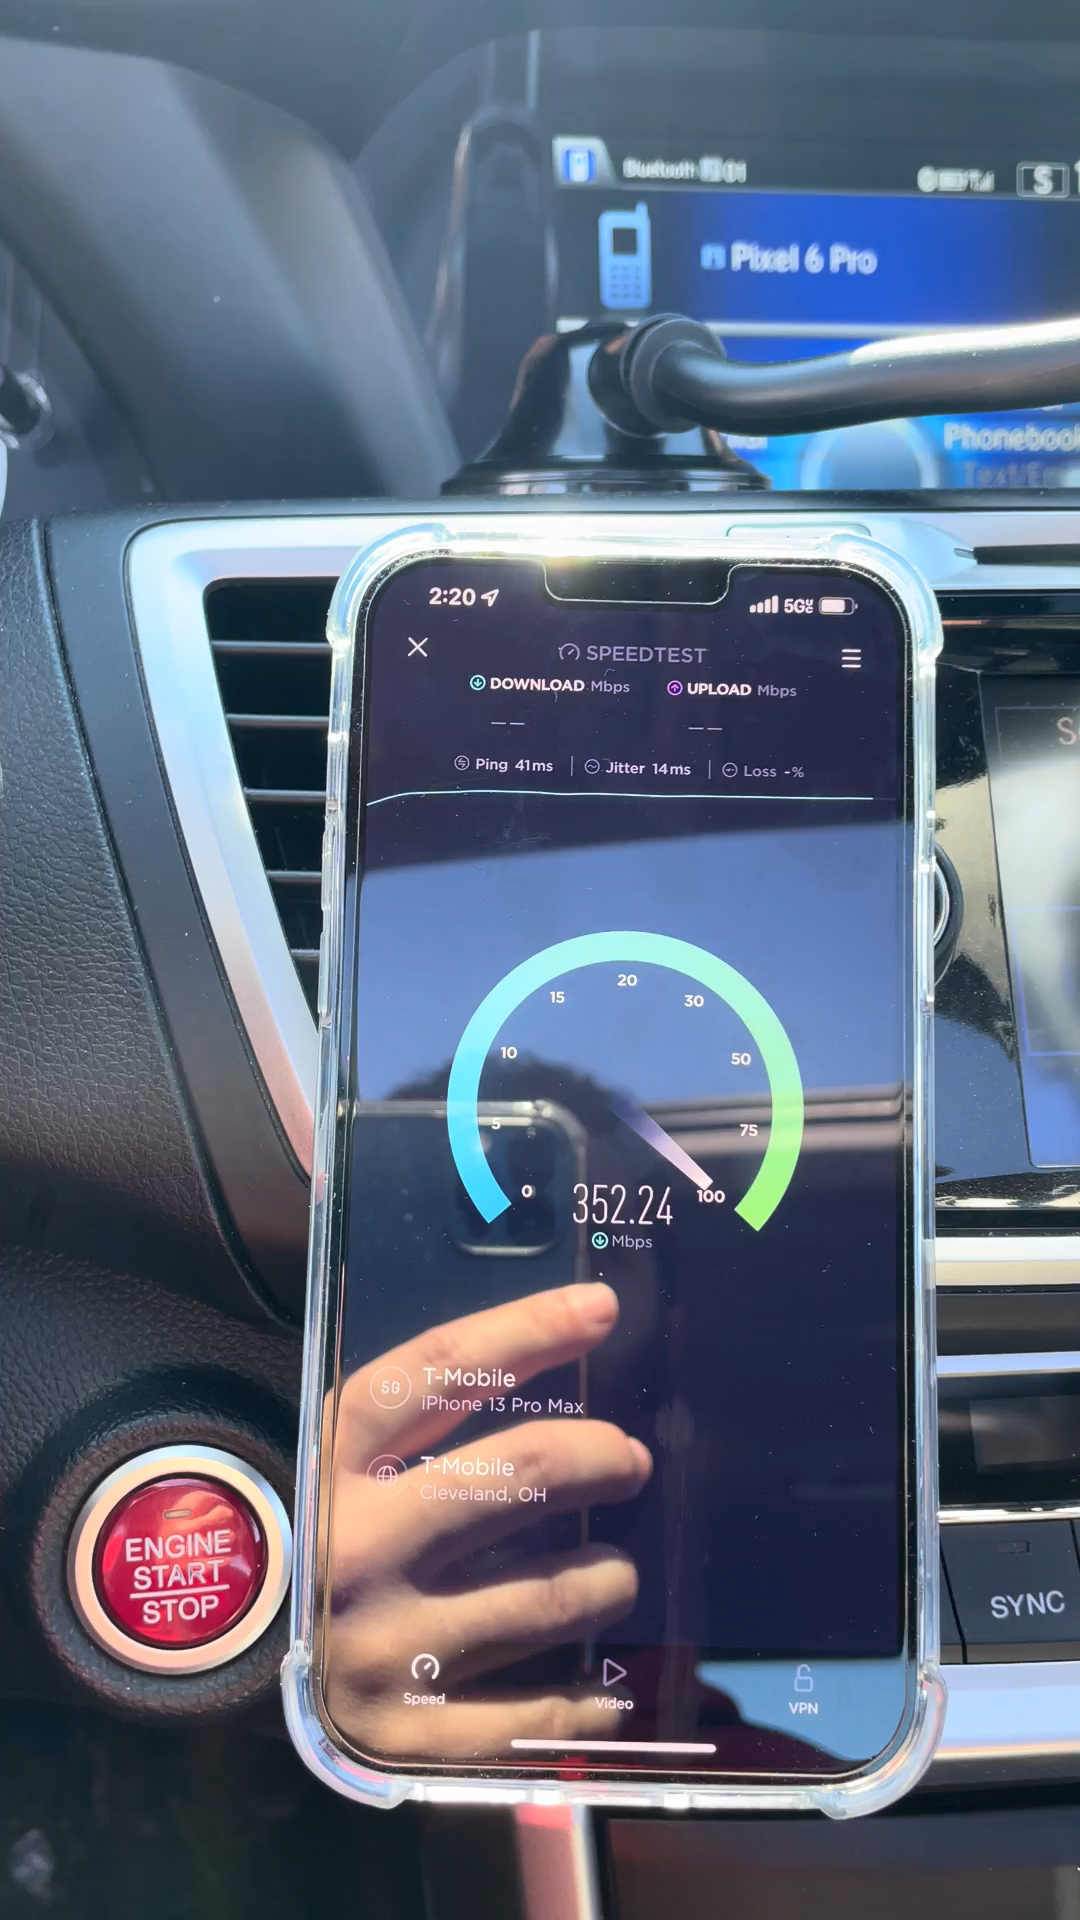 Bluetooth
S
Pixel 6 Pro
Phonebook
2:20
5G
SPEEDTEST
DOWNLOAD Mbps
UPLOAD Mbps
— —
— —
Ping 41ms
Jitter 14ms
Loss -%
0
5
10
15
20
30
50
75
100
352.24
Mbps
5G
T-Mobile
iPhone 13 Pro Max
T-Mobile
Cleveland, OH
Speed
Video
VPN
ENGINE
START
STOP
SYNC